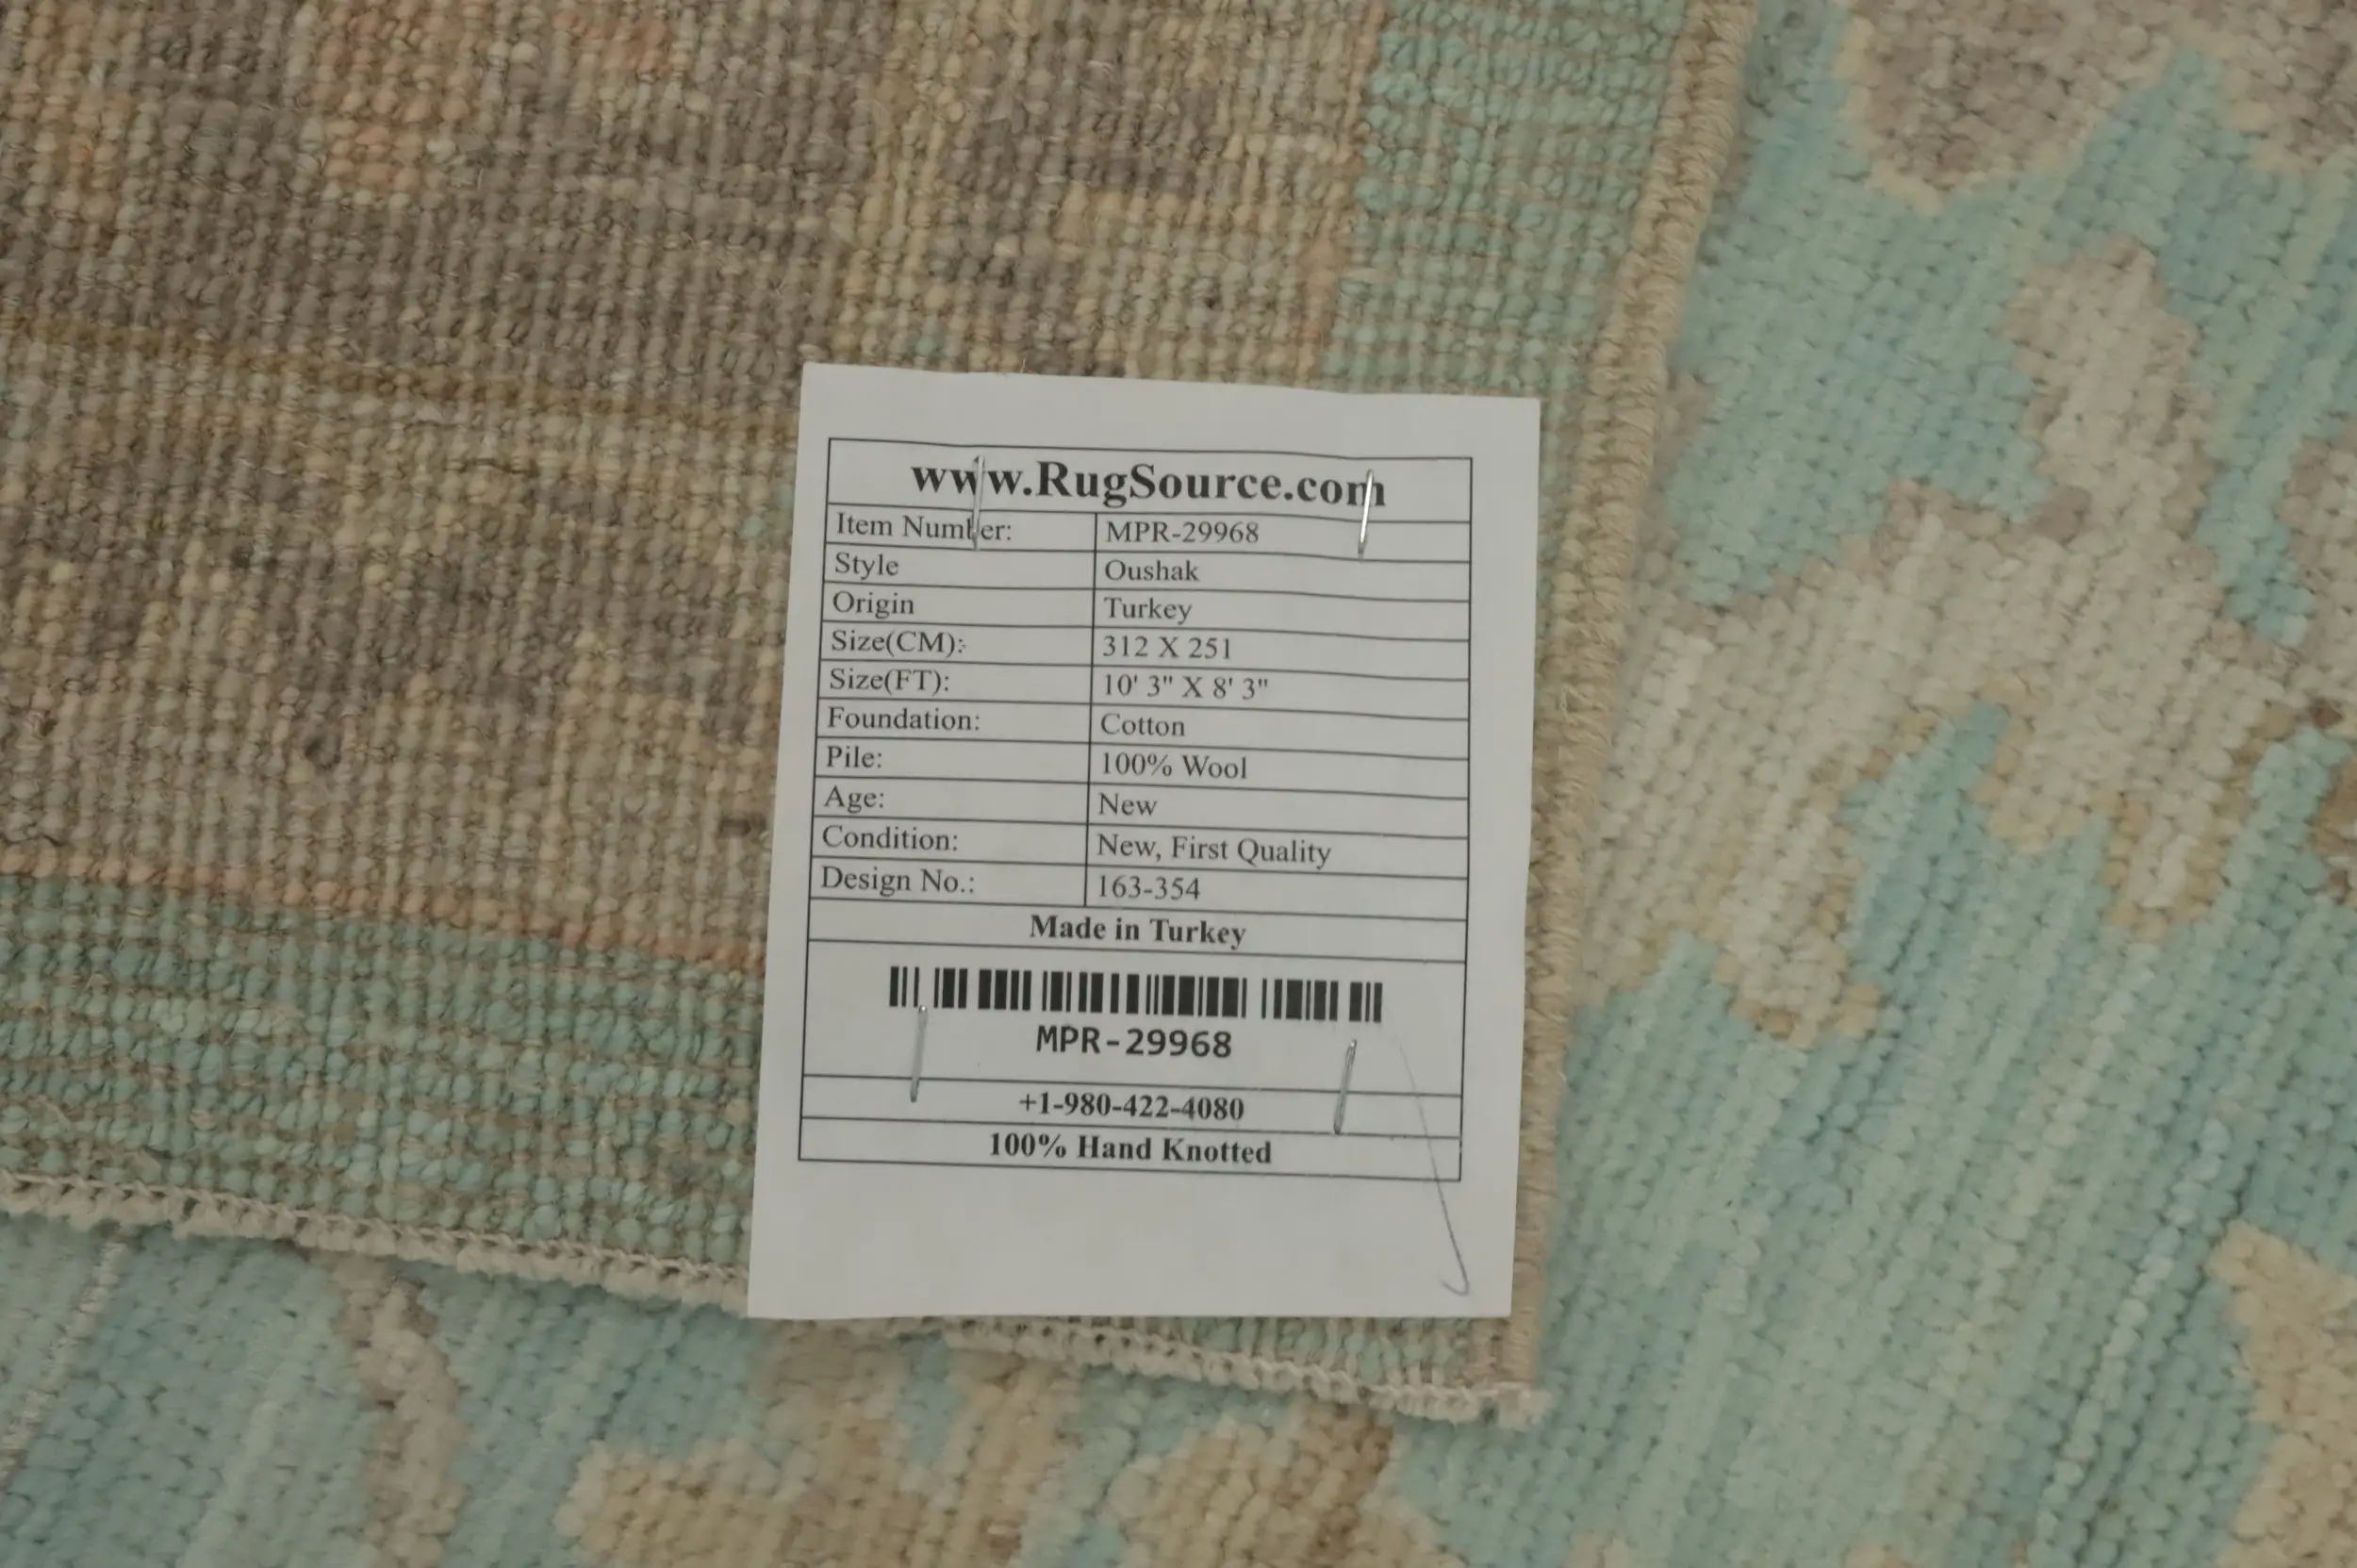 www.RugSource.com
Item Number: MPR-29968
Style Oushak
Origin Turkey
Size(CM): 312 X 251
Size(FT): 10' 3" X 8' 3"
Foundation: Cotton
Pile: 100% Wool
Age: New
Condition: New, First Quality
Design No.: 163-354
Made in Turkey
MPR-29968
+1-980-422-4080
100% Hand Knotted